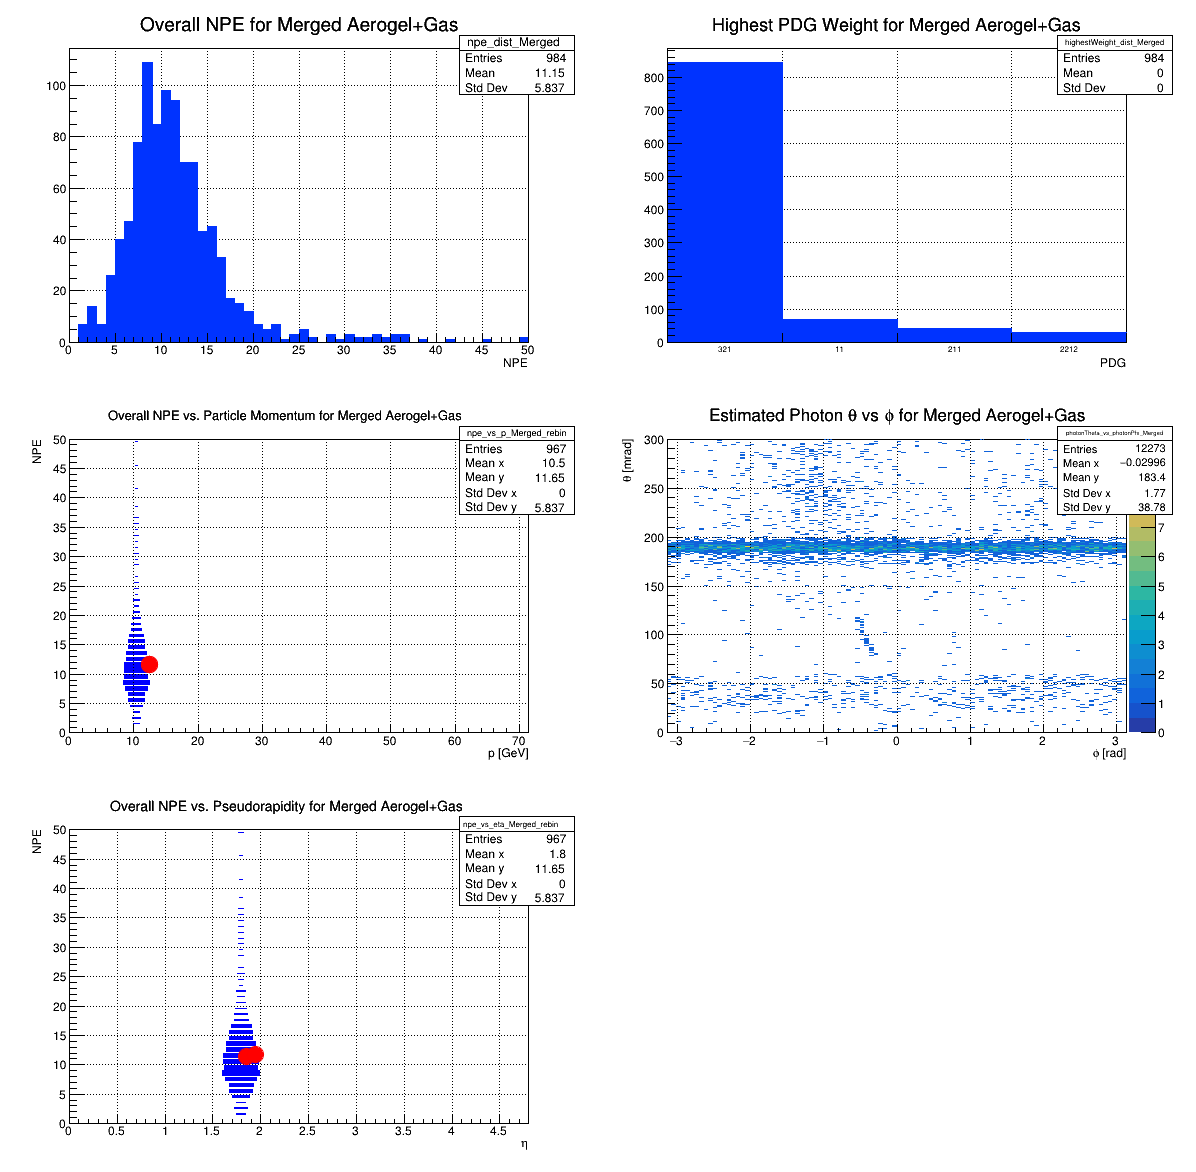 Overall NPE for Merged Aerogel+Gas
npe_dist_Merged
Entries 984
Mean 11.15
Std Dev 5.837
100
80
60
40
20
0
0 5 10 15 20 25 30 35 40 45 50
NPE
Highest PDG Weight for Merged Aerogel+Gas
highestWeight_dist_Merged
Entries 984
Mean 0
Std Dev 0
800
700
600
500
400
300
200
100
0
321 11 211 2212
PDG
Overall NPE vs. Particle Momentum for Merged Aerogel+Gas
NPE
npe_vs_p_Merged_rebin
Entries 967
Mean x 10.5
Mean y 11.65
Std Dev x 0
Std Dev y 5.837
50
45
40
35
30
25
20
15
10
5
0
0 10 20 30 40 50 60 70
p [GeV]
Estimated Photon θ vs ϕ for Merged Aerogel+Gas
θ [mrad]
photonTheta_vs_photonPhi_Merged
Entries 12273
Mean x −0.02996
Mean y 183.4
Std Dev x 1.77
Std Dev y 38.78
300
250
200
150
100
50
0
7
6
5
4
3
2
1
0
−3 −2 −1 0 1 2 3
ϕ [rad]
Overall NPE vs. Pseudorapidity for Merged Aerogel+Gas
NPE
npe_vs_eta_Merged_rebin
Entries 967
Mean x 1.8
Mean y 11.65
Std Dev x 0
Std Dev y 5.837
50
45
40
35
30
25
20
15
10
5
0
0 0.5 1 1.5 2 2.5 3 3.5 4 4.5
η